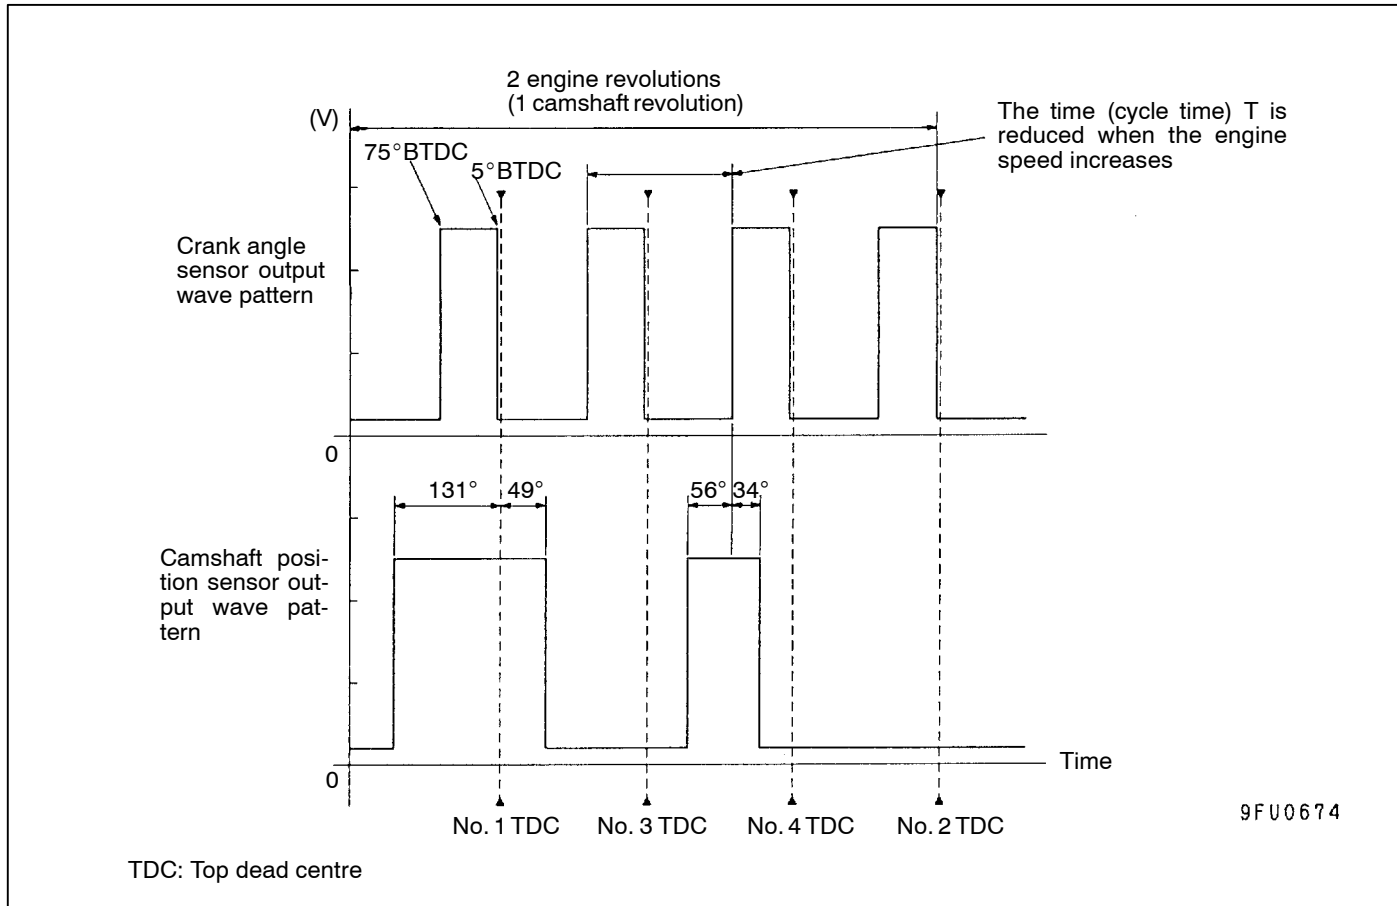 2 engine revolutions
(1 camshaft revolution)
(V)
The time (cycle time) T is
reduced when the engine
speed increases
75°BTDC
5°BTDC
Crank angle
sensor output
wave pattern
0
131°
49°
56°
34°
Camshaft posi-
tion sensor out-
put wave pat-
tern
0
Time
No. 1 TDC
No. 3 TDC
No. 4 TDC
No. 2 TDC
9FU0674
TDC: Top dead centre